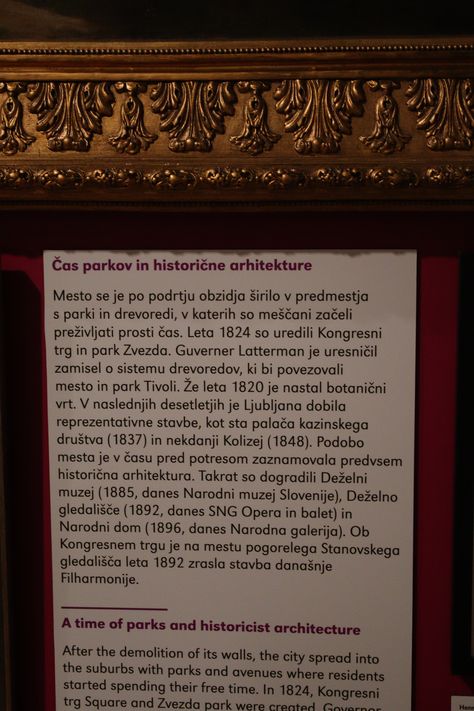 Čas parkov in historične arhitekture
Mesto se je po podrtju obzidja širilo v predmestja
s parki in drevoredi, v katerih so meščani začeli
preživljati prosti čas. Leta 1824 so uredili Kongresni
trg in park Zvezda. Guverner Latterman je uresničil
zamisel o sistemu drevoredov, ki bi povezovali
mesto in park Tivoli. Že leta 1820 je nastal botanični
vrt. V naslednjih desetletjih je Ljubljana dobila
reprezentativne stavbe, kot sta palača kazinskega
društva (1837) in nekdanji Kolizej (1848). Podobo
mesta je v času pred potresom zaznamovala predvsem
historična arhitektura. Takrat so dogradili Deželni
muzej (1885, danes Narodni muzej Slovenije), Deželno
gledališče (1892, danes SNG Opera in balet) in
Narodni dom (1896, danes Narodna galerija). Ob
Kongresnem trgu je na mestu pogorelega Stanovskega
gledališča leta 1892 zrasla stavba današnje
Filharmonije.
A time of parks and historicist architecture
After the demolition of its walls, the city spread into
the suburbs with parks and avenues where residents
started spending their free time. In 1824, Kongresni
trg Square and Zvezda park were created. Governor